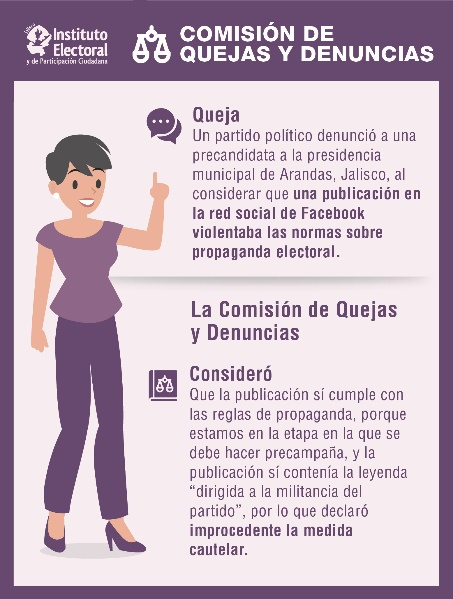 Instituto
Electoral
y de Participación Ciudadana
COMISIÓN DE
QUEJAS Y DENUNCIAS
Queja
Un partido político denunció a una
precandidata a la presidencia
municipal de Arandas, Jalisco, al
considerar que una publicación en
la red social de Facebook
violentaba las normas sobre
propaganda electoral.
La Comisión de Quejas
y Denuncias
Consideró
Que la publicación sí cumple con
las reglas de propaganda, porque
estamos en la etapa en la que se
debe hacer precampaña, y la
publicación sí contenía la leyenda
“dirigida a la militancia del
partido”, por lo que declaró
improcedente la medida
cautelar.